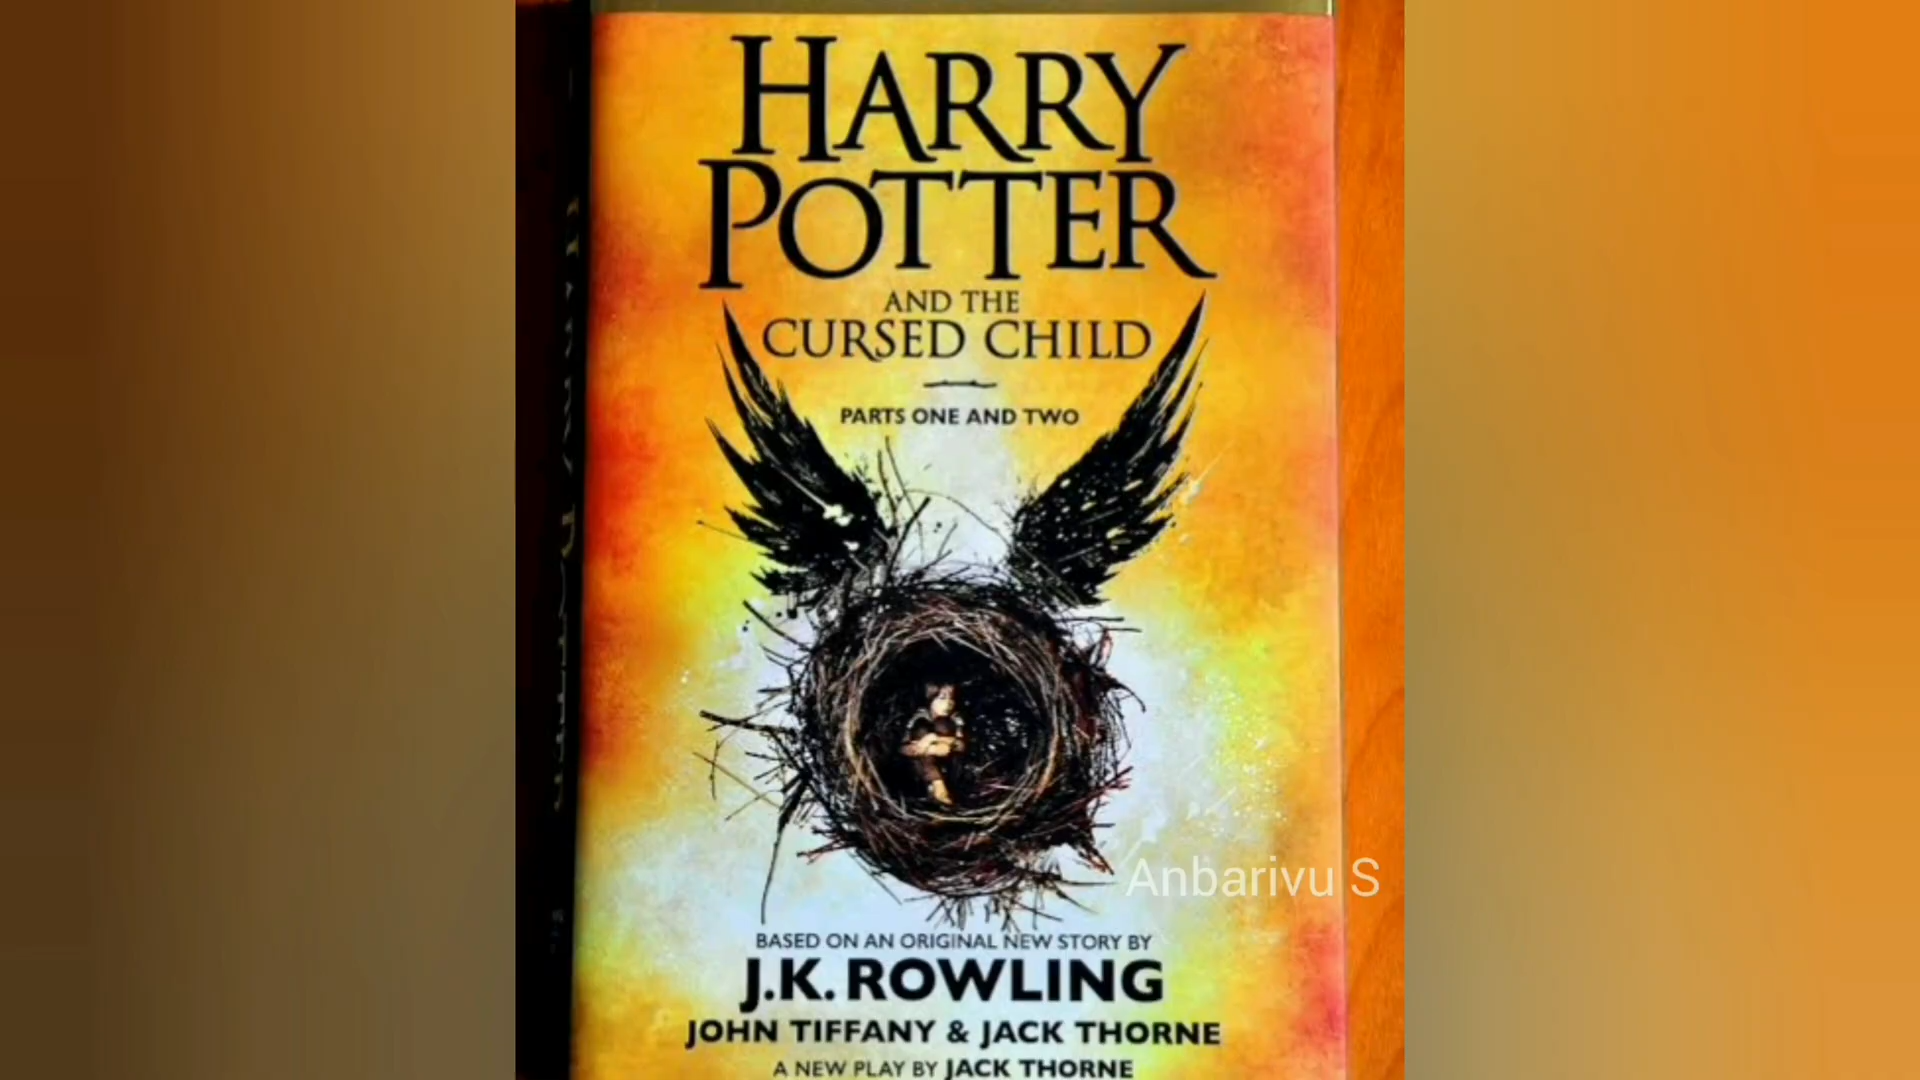 HARRY
POTTER
AND THE
CURSED CHILD
PARTS ONE AND TWO
Anbarivu S
BASED ON AN ORIGINAL NEW STORY BY
J.K. ROWLING
JOHN TIFFANY & JACK THORNE
A NEW PLAY BY JACK THORNE